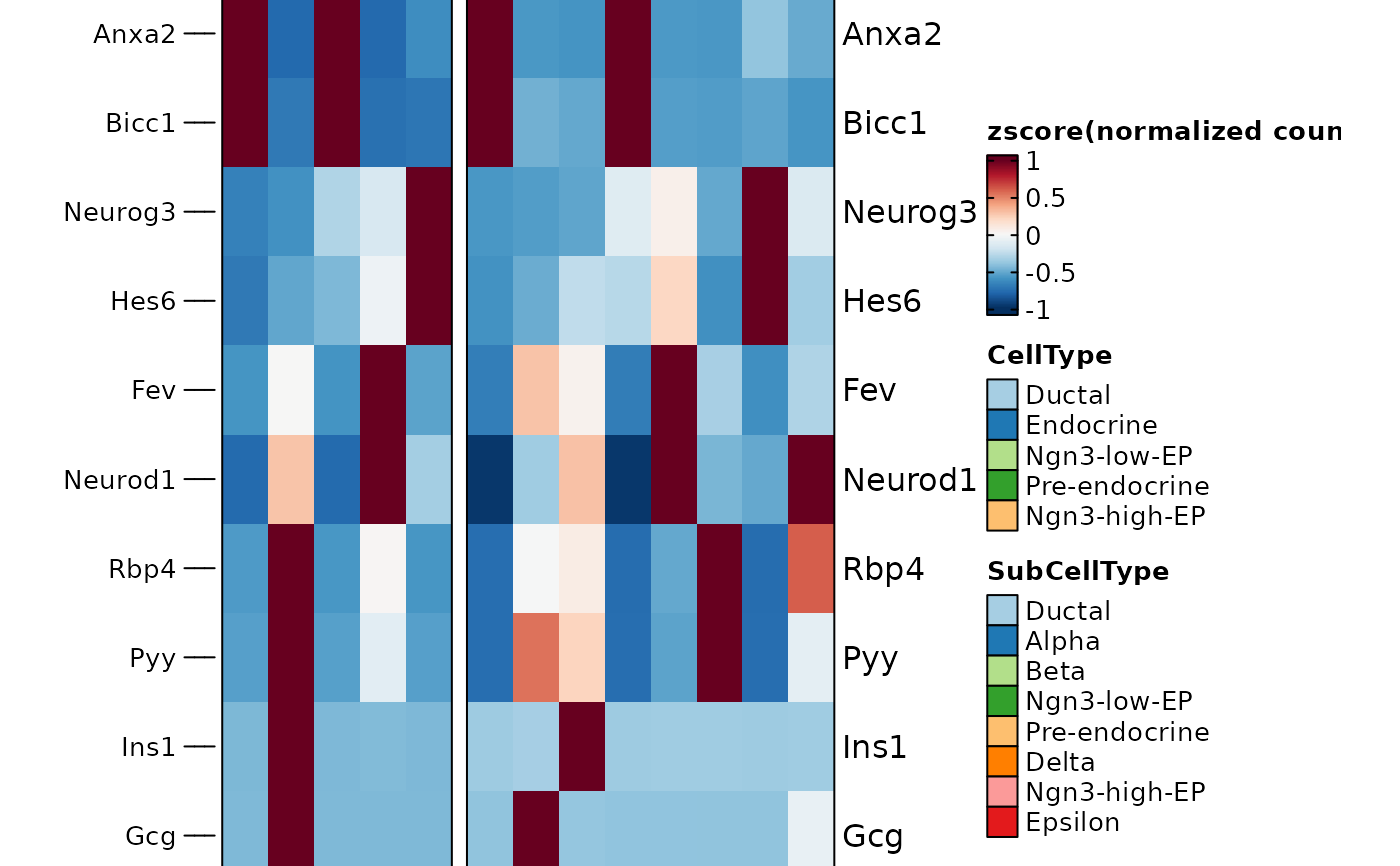 Anxa2
Bicc1
Neurog3
Hes6
Fev
Neurod1
Rbp4
Pyy
Ins1
Gcg
Anxa2
Bicc1
Neurog3
Hes6
Fev
Neurod1
Rbp4
Pyy
Ins1
Gcg
zscore(normalized coun
1
0.5
0
-0.5
-1
CellType
Ductal
Endocrine
Ngn3-low-EP
Pre-endocrine
Ngn3-high-EP
SubCellType
Ductal
Alpha
Beta
Ngn3-low-EP
Pre-endocrine
Delta
Ngn3-high-EP
Epsilon